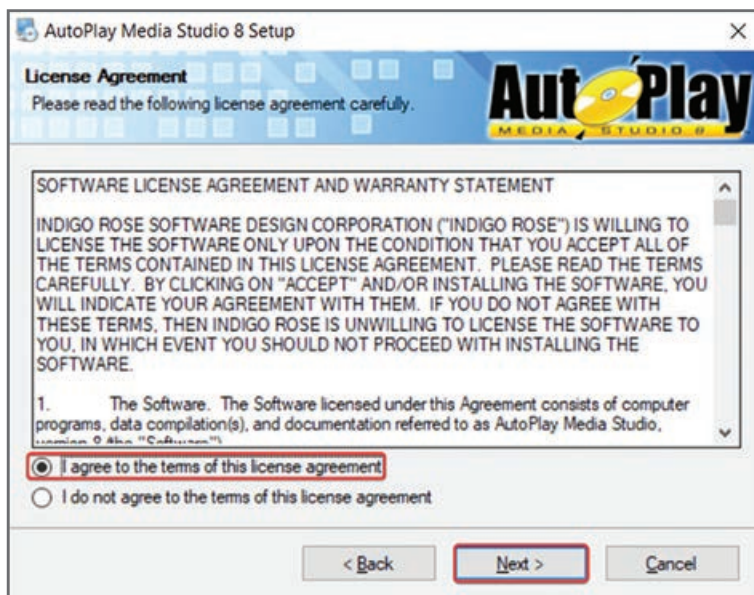 AutoPlay Media Studio 8 Setup
License Agreement
Please read the following license agreement carefully.
AutoPlay
MEDIA STUDIO 8
SOFTWARE LICENSE AGREEMENT AND WARRANTY STATEMENT
INDIGO ROSE SOFTWARE DESIGN CORPORATION ("INDIGO ROSE") IS WILLING TO
LICENSE THE SOFTWARE ONLY UPON THE CONDITION THAT YOU ACCEPT ALL OF
THE TERMS CONTAINED IN THIS LICENSE AGREEMENT. PLEASE READ THE TERMS
CAREFULLY. BY CLICKING ON "ACCEPT" AND/OR INSTALLING THE SOFTWARE, YOU
WILL INDICATE YOUR AGREEMENT WITH THEM. IF YOU DO NOT AGREE WITH
THESE TERMS, THEN INDIGO ROSE IS UNWILLING TO LICENSE THE SOFTWARE TO
YOU, IN WHICH EVENT YOU SHOULD NOT PROCEED WITH INSTALLING THE
SOFTWARE.
1. The Software. The Software licensed under this Agreement consists of computer
programs, data compilation(s), and documentation referred to as AutoPlay Media Studio,
version 8 (the "Software").
I agree to the terms of this license agreement
I do not agree to the terms of this license agreement
< Back
Next >
Cancel